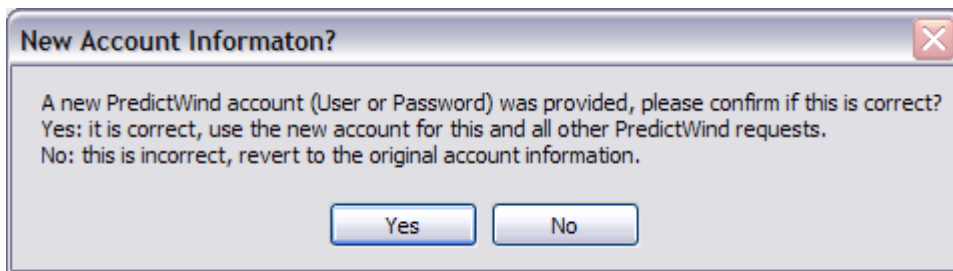 New Account Informaton?
A new PredictWind account (User or Password) was provided, please confirm if this is correct?
Yes: it is correct, use the new account for this and all other PredictWind requests.
No: this is incorrect, revert to the original account information.
Yes No